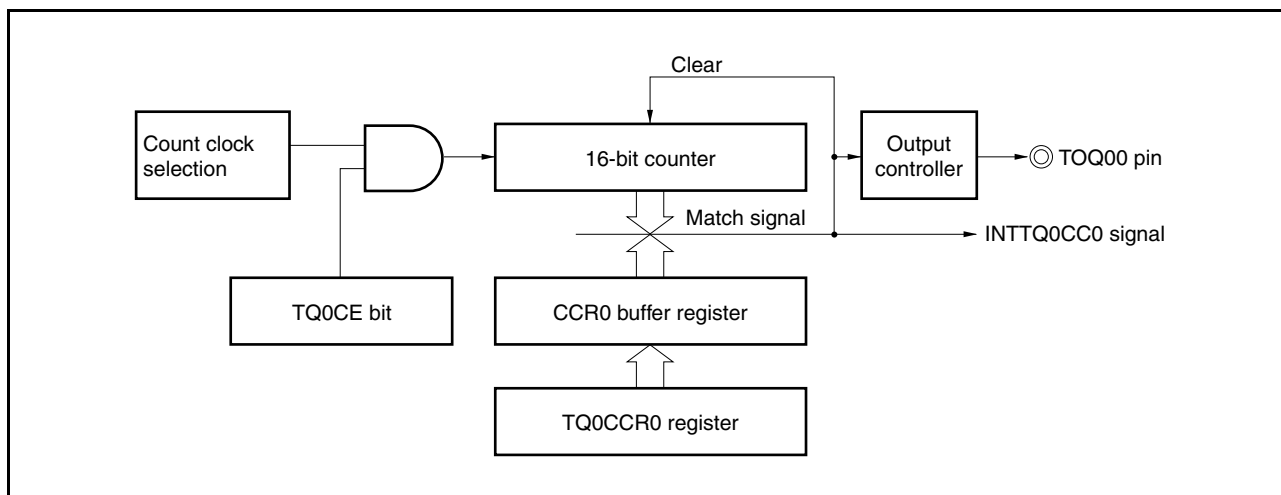 Clear
Count clock
selection
16-bit counter
Output
controller
TOQ00 pin
Match signal
INTTQ0CC0 signal
TQ0CE bit
CCR0 buffer register
TQ0CCR0 register